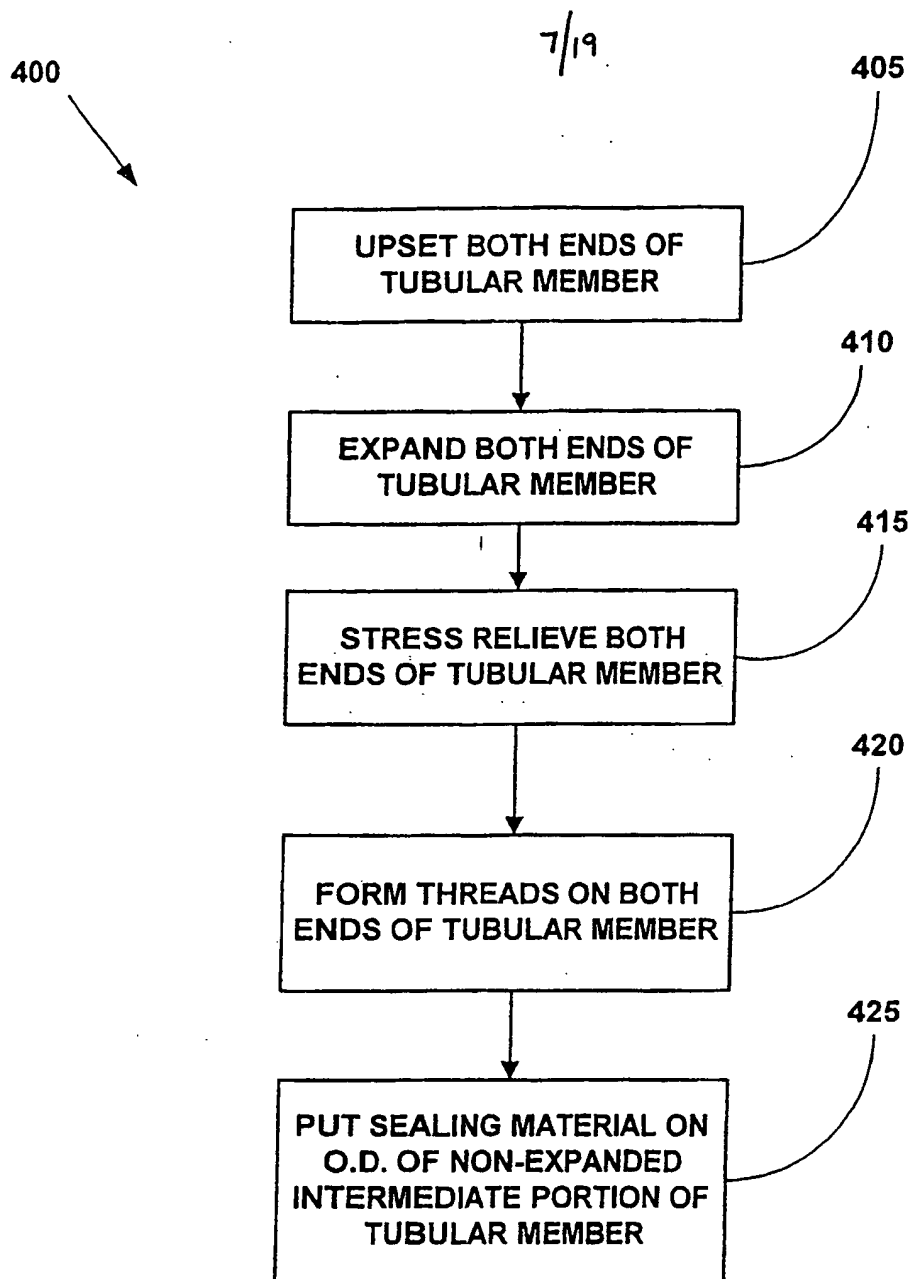 7/19
400
405
UPSET BOTH ENDS OF
TUBULAR MEMBER
410
EXPAND BOTH ENDS OF
TUBULAR MEMBER
415
STRESS RELIEVE BOTH
ENDS OF TUBULAR MEMBER
420
FORM THREADS ON BOTH
ENDS OF TUBULAR MEMBER
425
PUT SEALING MATERIAL ON
O.D. OF NON-EXPANDED
INTERMEDIATE PORTION OF
TUBULAR MEMBER